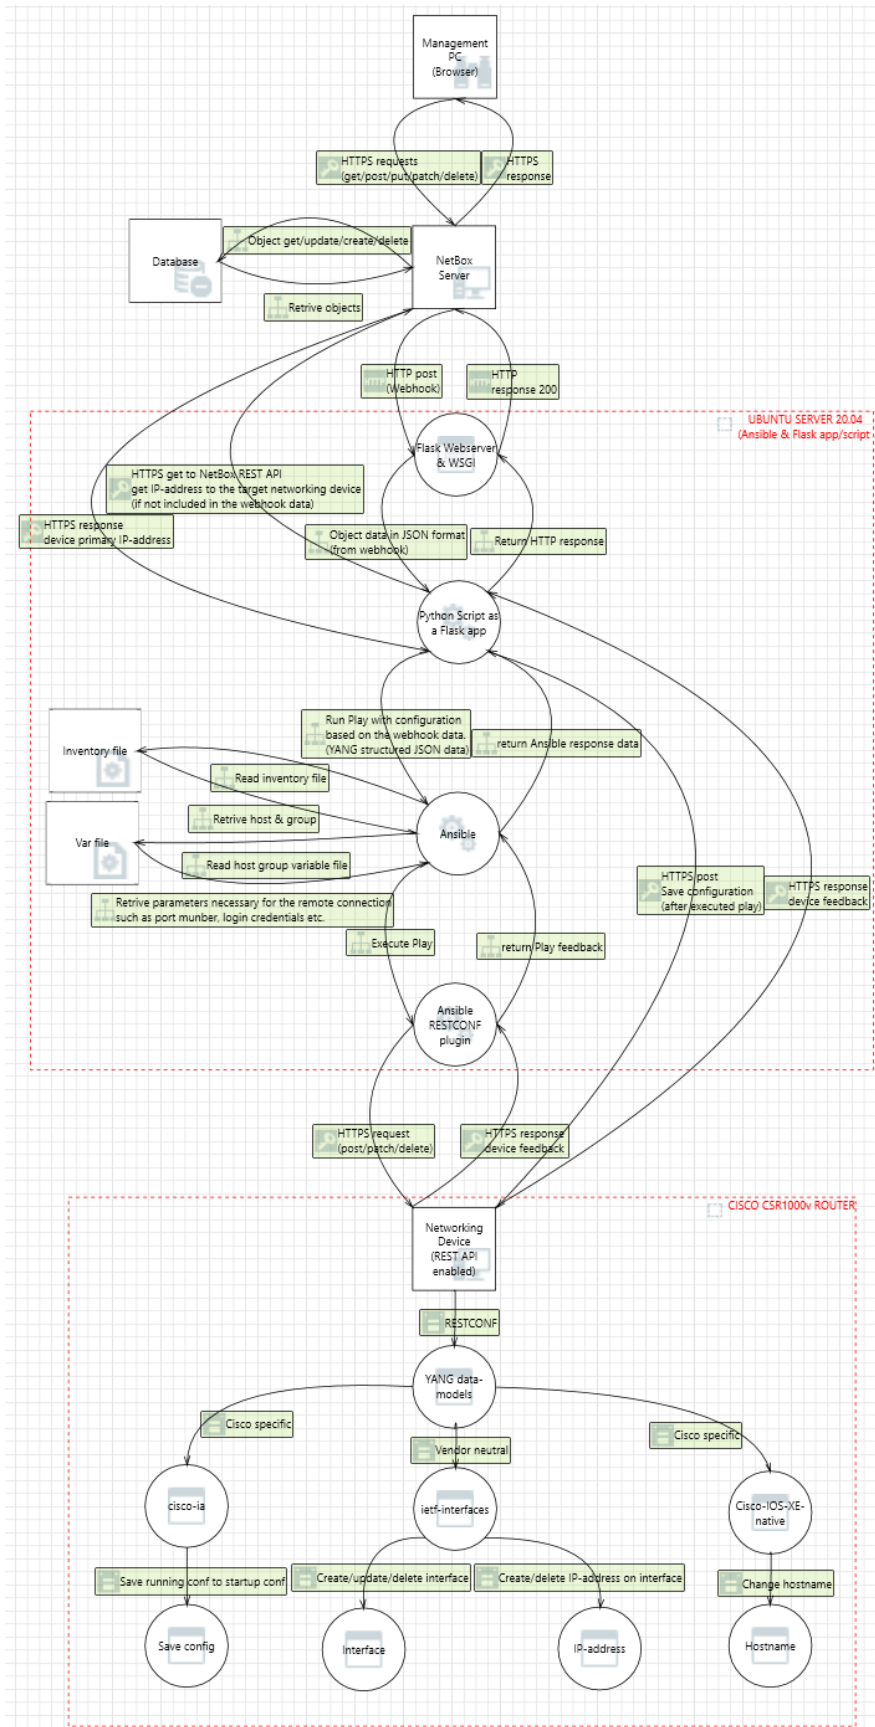 Management
PC
(Browser)
HTTPS requests
(get/post/put/patch/delete)
HTTPS
response
Object get/update/create/delete
Database
NetBox
Server
Retrive objects
HTTP post
(Webhook)
HTTP
response 200
UBUNTU SERVER 20.04
(Ansible & Flask app/script
Flask Webserver
& WSGI
HTTPS get to NetBox REST API
get IP-address to the target networking device
(if not included in the webhook data)
HTTPS response
device primary IP-address
Object data in JSON format
(from webhook)
Return HTTP response
Python Script as
a Flask app
Run Play with configuration
based on the webhook data.
(YANG structured JSON data)
return Ansible response data
Inventory file
Read inventory file
Retrive host & group
Ansible
Var file
Read host group variable file
HTTPS post
Save configuration
(after executed play)
HTTPS response
device feedback
Retrive parameters necessary for the remote connection
such as port munber, login credentials etc.
Execute Play
return Play feedback
Ansible
RESTCONF
plugin
HTTPS request
(post/patch/delete)
HTTPS response
device feedback
CISCO CSR1000v ROUTER
Networking
Device
(REST API
enabled)
RESTCONF
YANG data-
models
Cisco specific
Vendor neutral
Cisco specific
cisco-ia
ietf-interfaces
Cisco-IOS-XE-
native
Save running conf to startup conf
Create/update/delete interface
Create/delete IP-address on interface
Change hostname
Save config
Interface
IP-address
Hostname